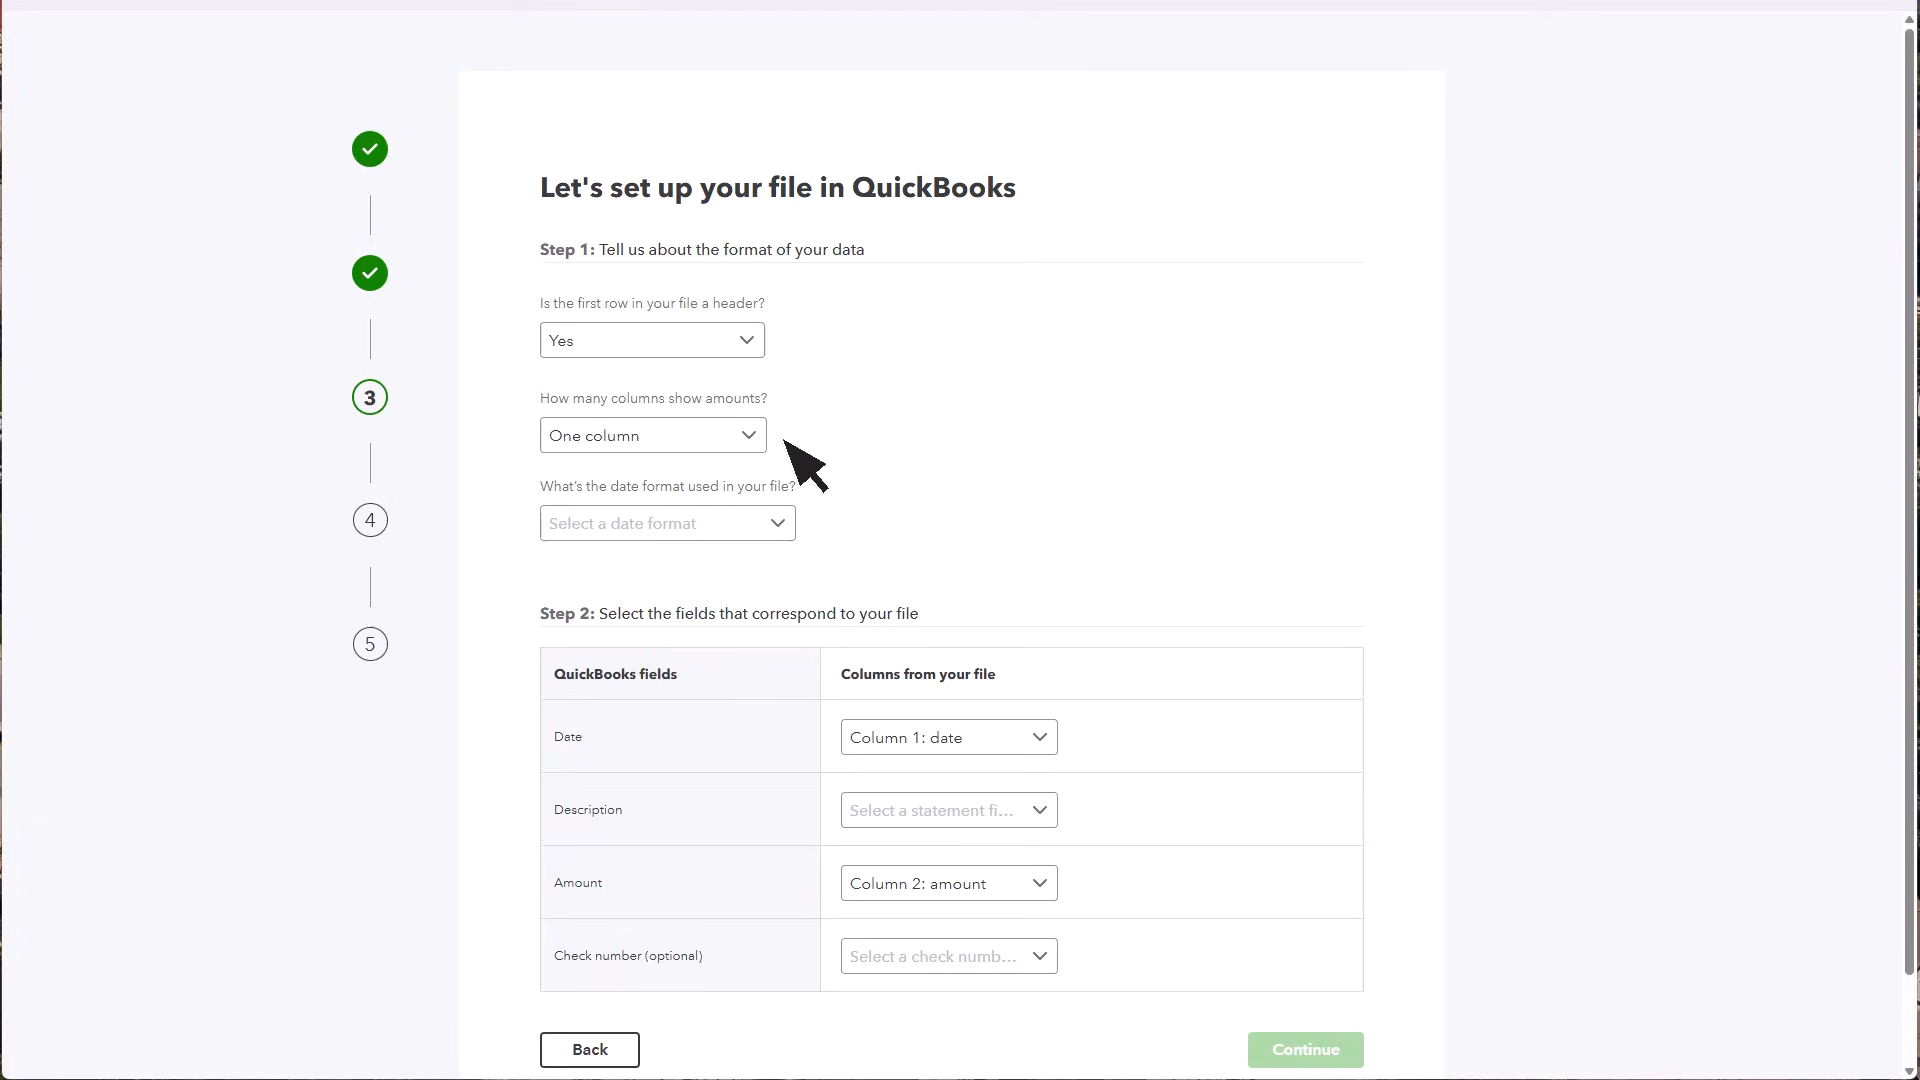 Let's set up your file in QuickBooks
Step 1: Tell us about the format of your data
Is the first row in your file a header?
Yes
How many columns show amounts?
One column
What's the date format used in your file?
Select a date format
3
4
5
Step 2: Select the fields that correspond to your file
QuickBooks fields Columns from your file
Date Column 1: date
Description Select a statement fi...
Amount Column 2: amount
Check number (optional) Select a check numb...
Back Continue